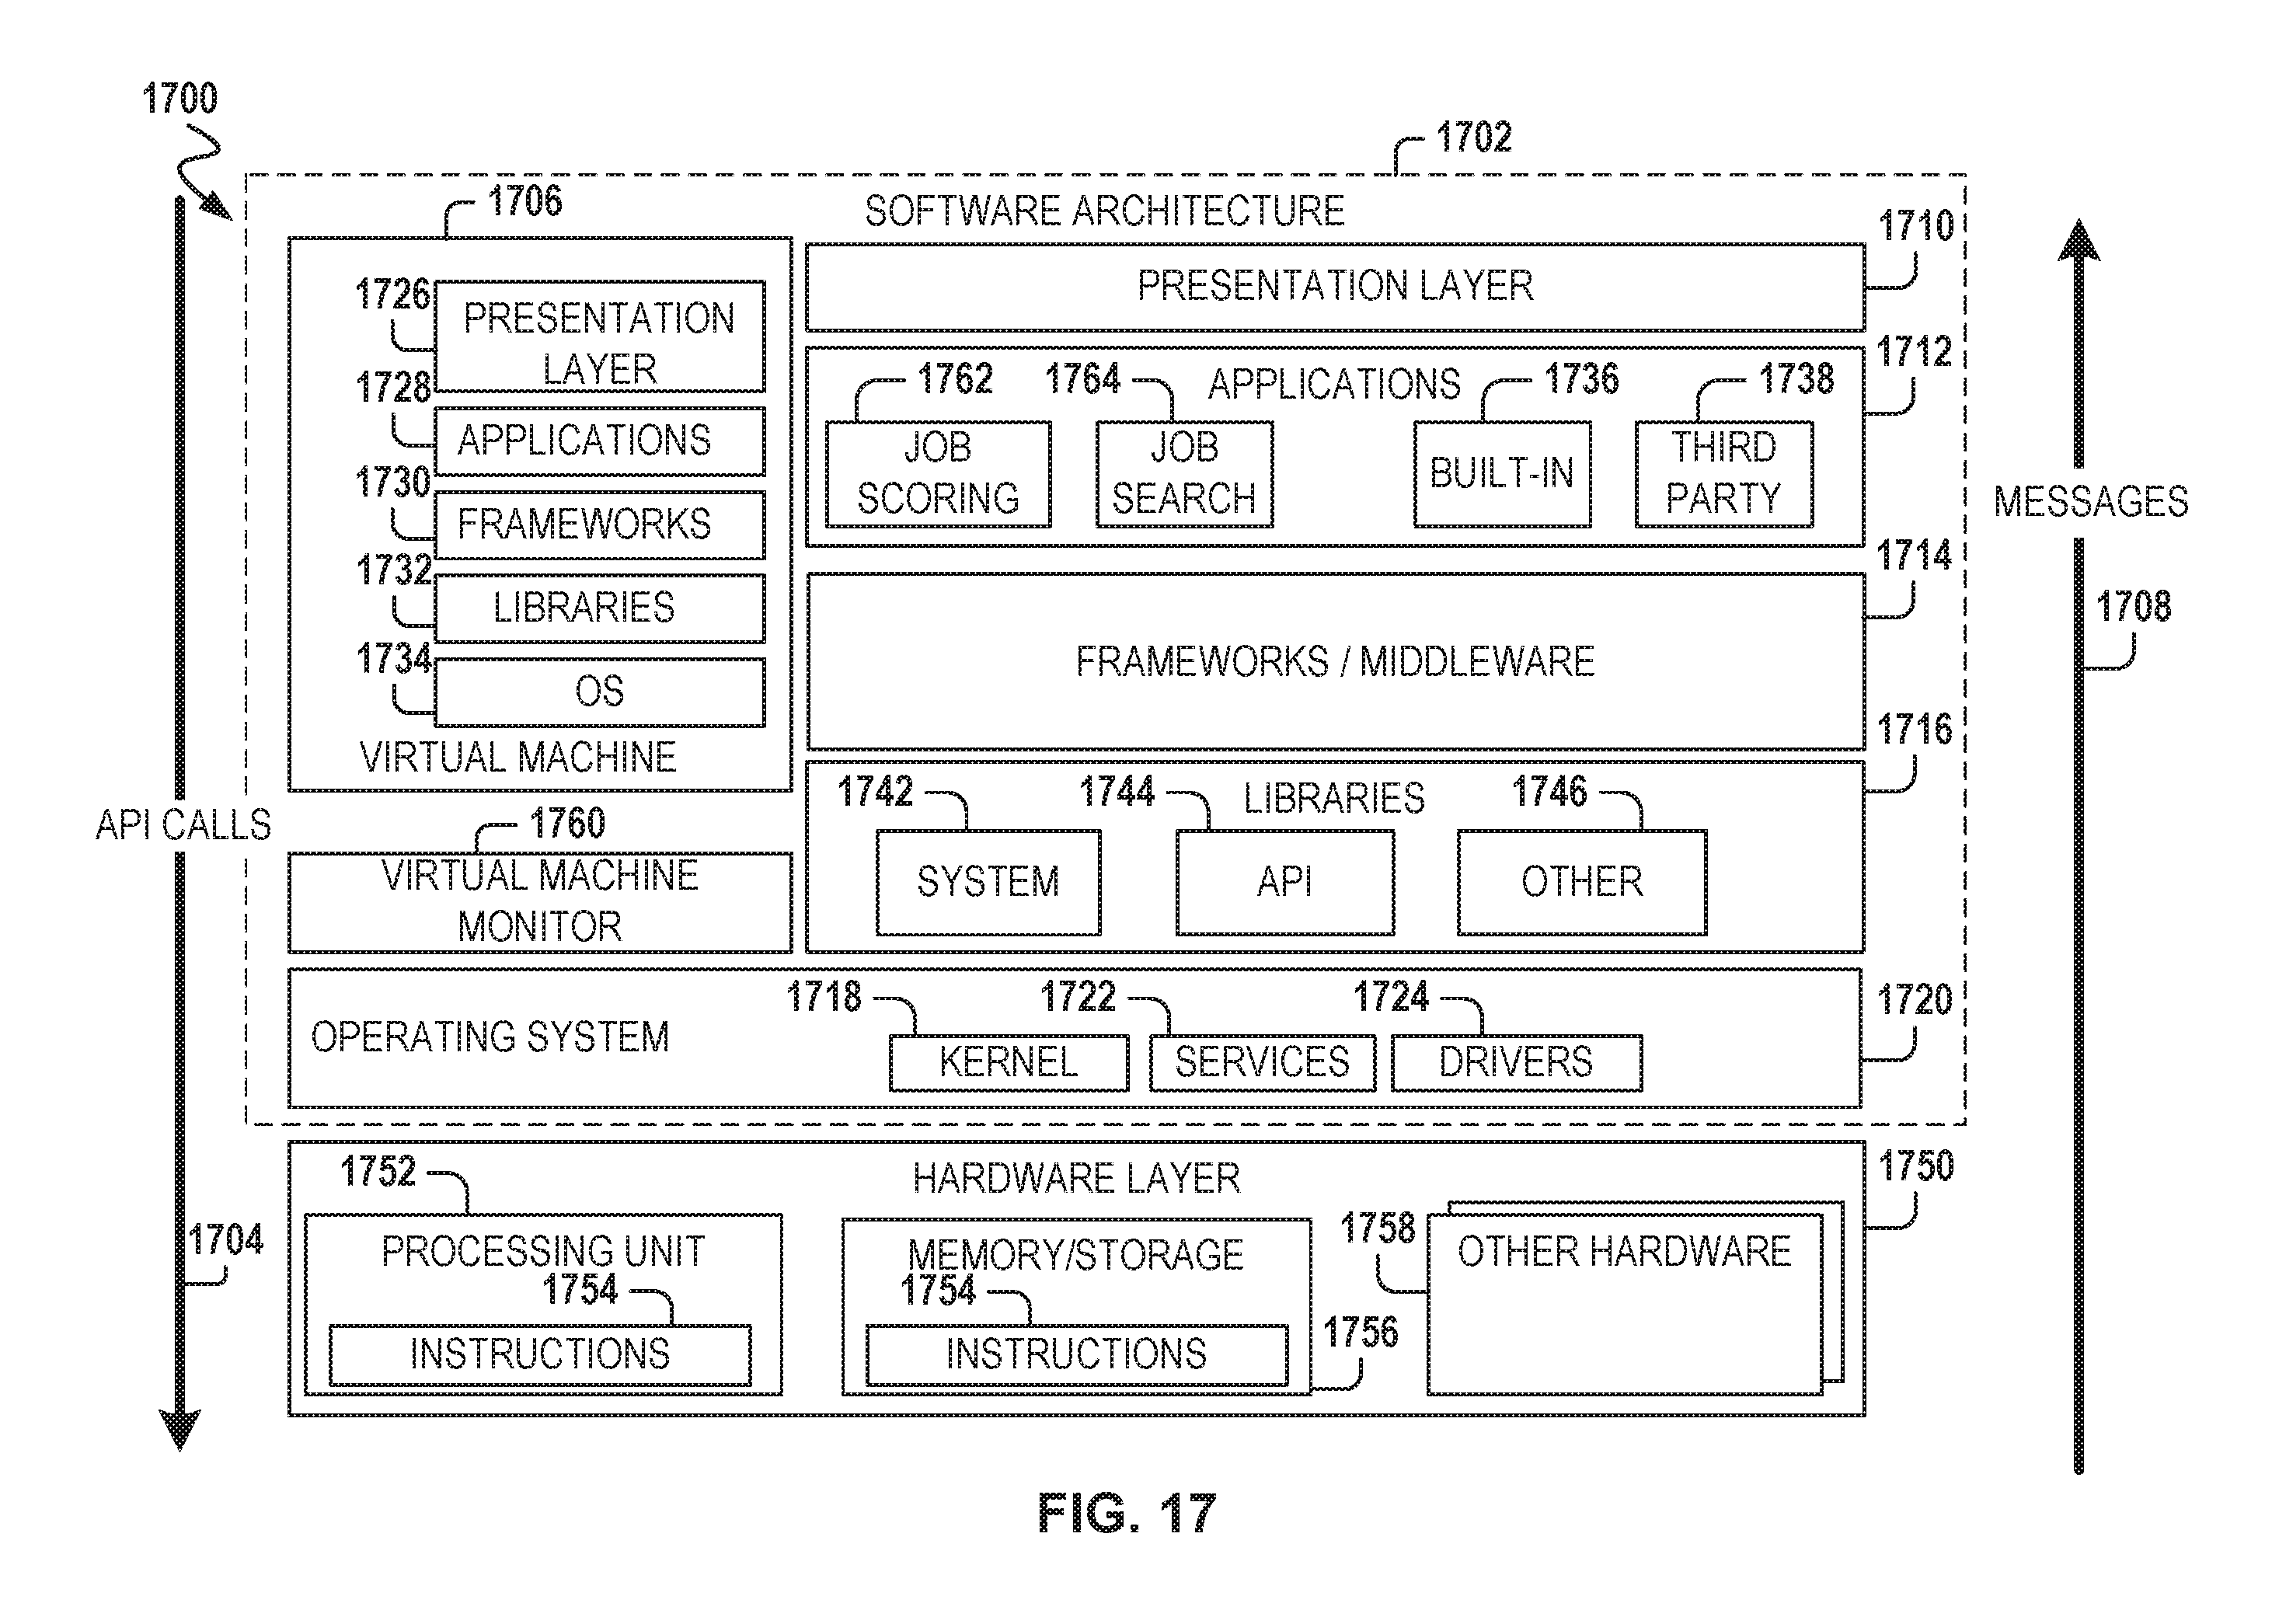 1700
1702
SOFTWARE ARCHITECTURE
1706
1710
PRESENTATION LAYER
1726
PRESENTATION
LAYER
1728
APPLICATIONS
1730
FRAMEWORKS
1732
LIBRARIES
1734
OS
VIRTUAL MACHINE
1712
APPLICATIONS
1762
JOB
SCORING
1764
JOB
SEARCH
1736
BUILT-IN
1738
THIRD
PARTY
MESSAGES
1708
1714
FRAMEWORKS / MIDDLEWARE
1716
LIBRARIES
1742
SYSTEM
1744
API
1746
OTHER
API CALLS
1704
1760
VIRTUAL MACHINE
MONITOR
1720
OPERATING SYSTEM
1718
KERNEL
1722
SERVICES
1724
DRIVERS
1750
HARDWARE LAYER
1752
PROCESSING UNIT
1754
INSTRUCTIONS
MEMORY/STORAGE
1754
INSTRUCTIONS
1756
1758
OTHER HARDWARE
FIG. 17